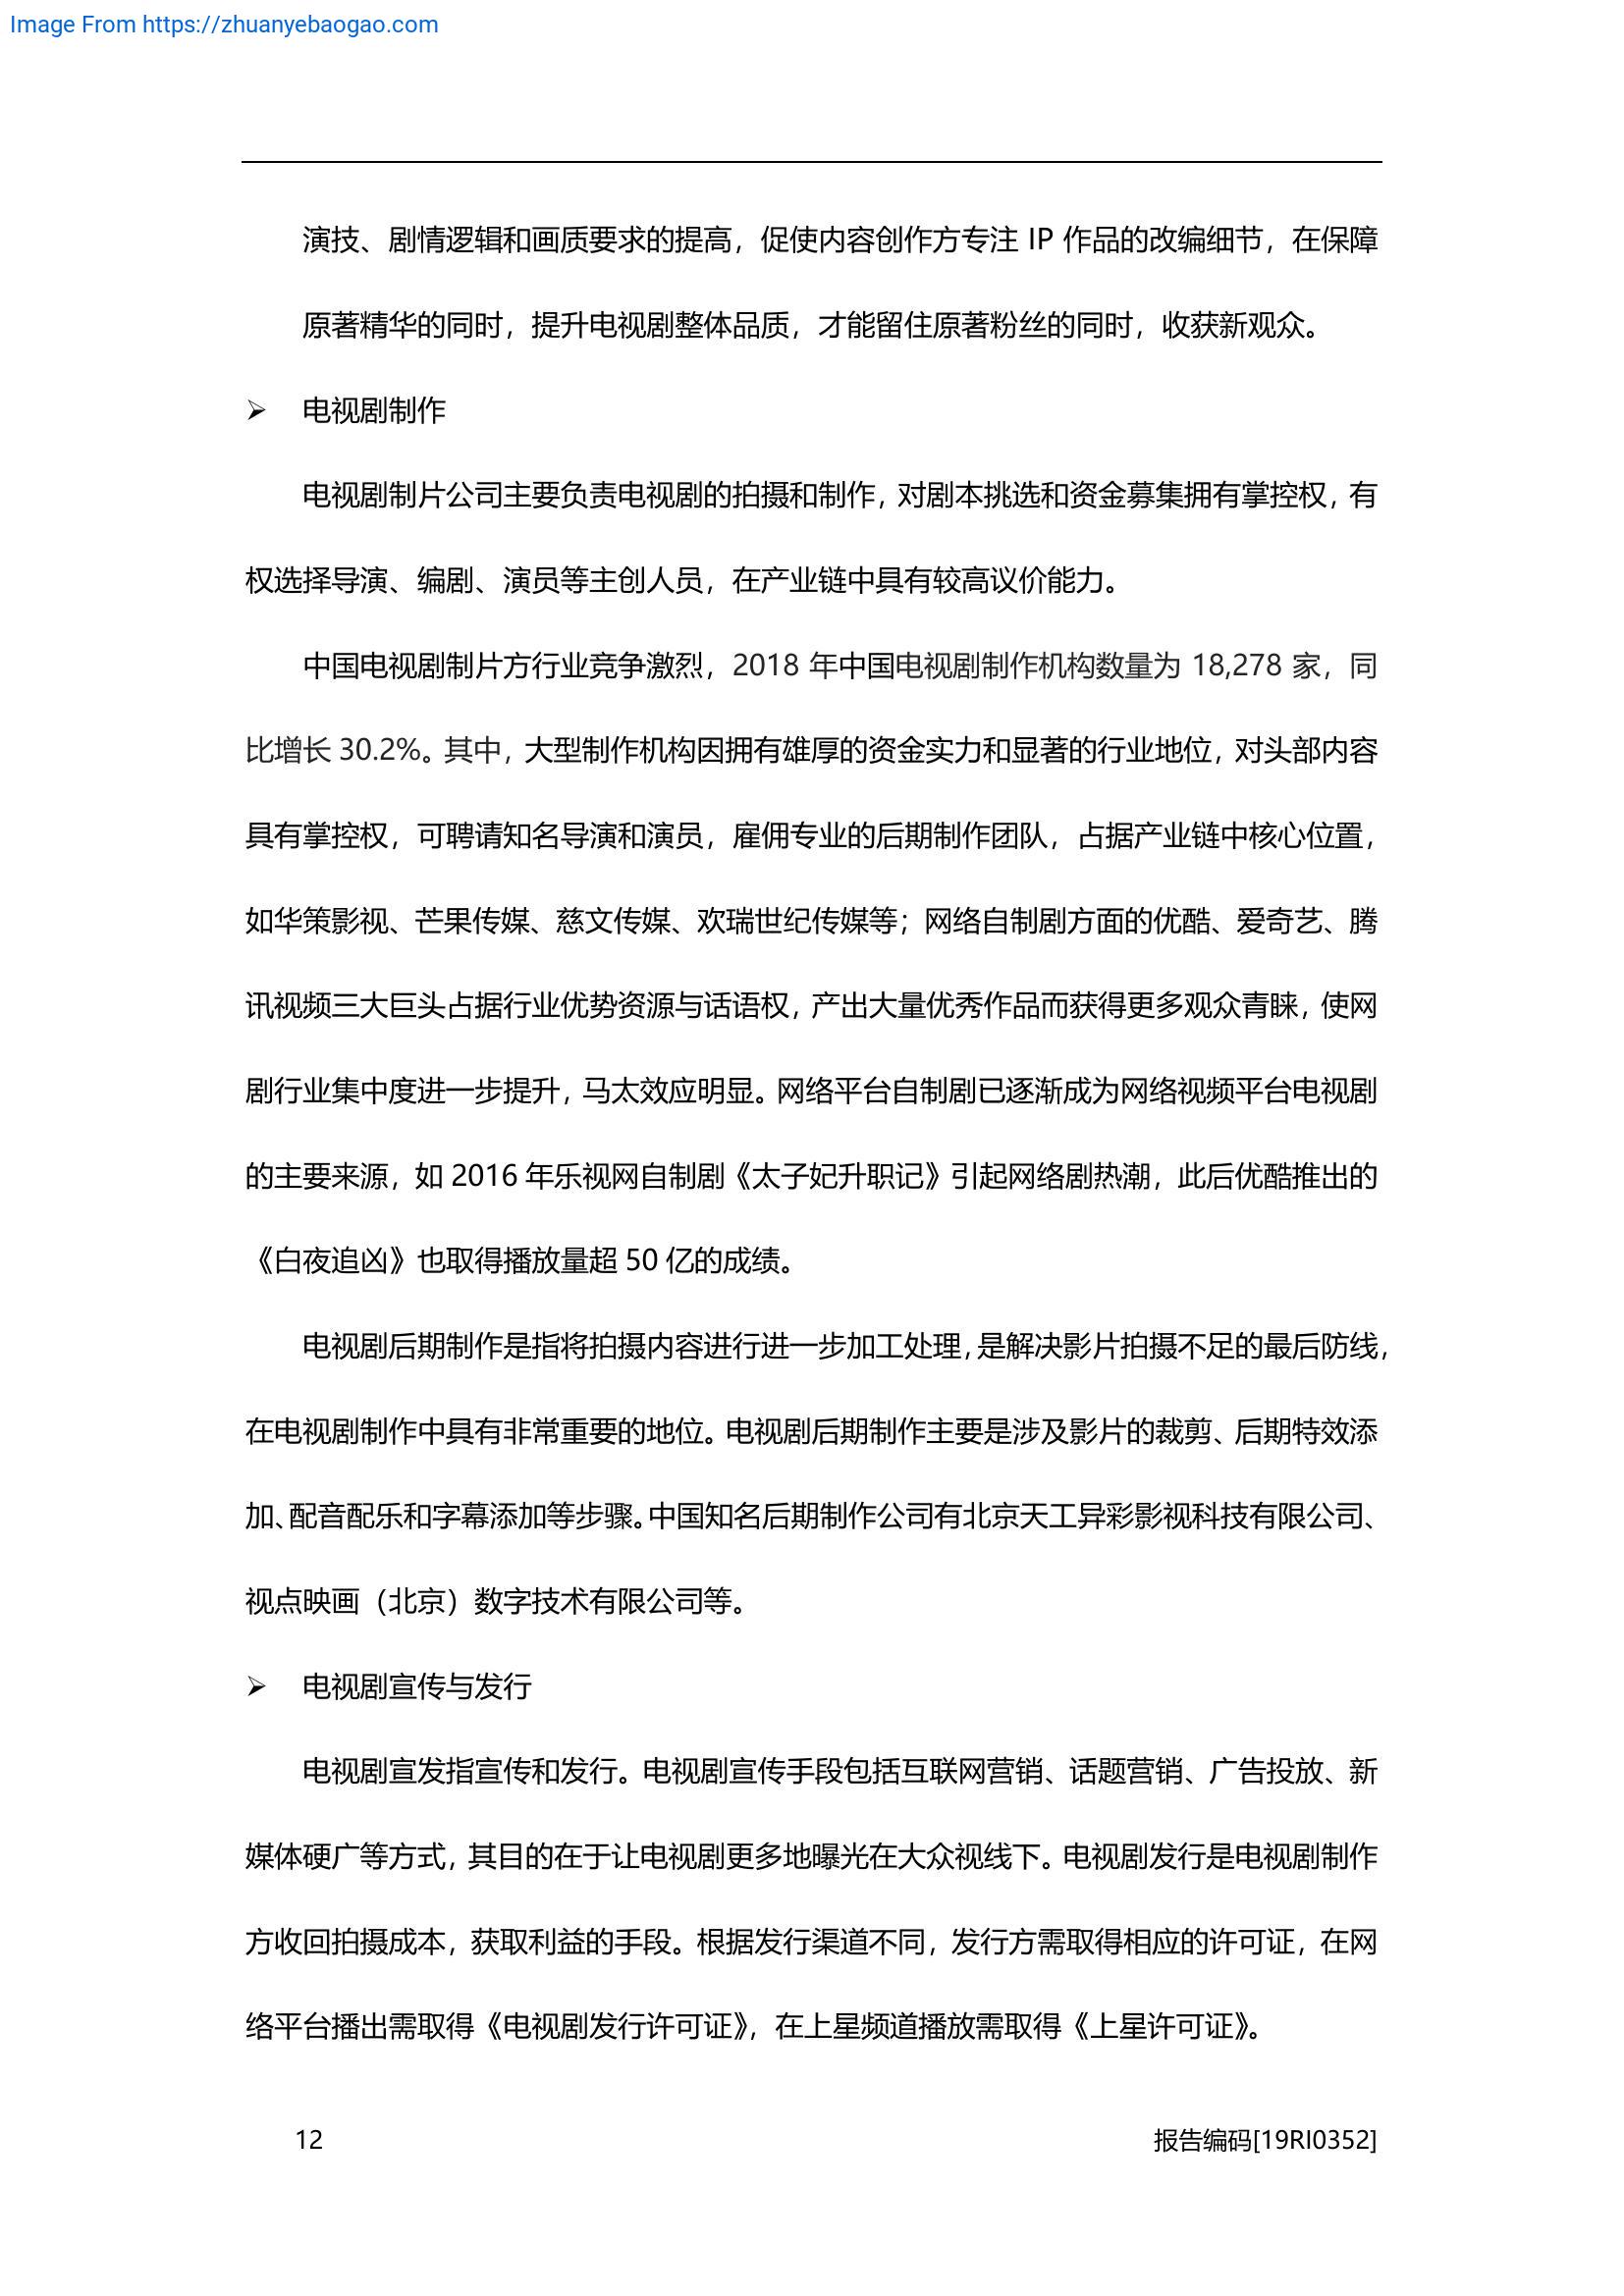 Image From https://zhuanyebaogao.com
演技、剧情逻辑和画质要求的提高，促使内容创作方专注 IP 作品的改编细节，在保障
原著精华的同时，提升电视剧整体品质，才能留住原著粉丝的同时，收获新观众。
➢ 电视剧制作
电视剧制片公司主要负责电视剧的拍摄和制作，对剧本挑选和资金募集拥有掌控权，有
权选择导演、编剧、演员等主创人员，在产业链中具有较高议价能力。
中国电视剧制片方行业竞争激烈，2018 年中国电视剧制作机构数量为 18,278 家，同
比增长 30.2%。其中，大型制作机构因拥有雄厚的资金实力和显著的行业地位，对头部内容
具有掌控权，可聘请知名导演和演员，雇佣专业的后期制作团队，占据产业链中核心位置，
如华策影视、芒果传媒、慈文传媒、欢瑞世纪传媒等；网络自制剧方面的优酷、爱奇艺、腾
讯视频三大巨头占据行业优势资源与话语权，产出大量优秀作品而获得更多观众青睐，使网
剧行业集中度进一步提升，马太效应明显。网络平台自制剧已逐渐成为网络视频平台电视剧
的主要来源，如 2016 年乐视网自制剧《太子妃升职记》引起网络剧热潮，此后优酷推出的
《白夜追凶》也取得播放量超 50 亿的成绩。
电视剧后期制作是指将拍摄内容进行进一步加工处理，是解决影片拍摄不足的最后防线，
在电视剧制作中具有非常重要的地位。电视剧后期制作主要是涉及影片的裁剪、后期特效添
加、配音配乐和字幕添加等步骤。中国知名后期制作公司有北京天工异彩影视科技有限公司、
视点映画（北京）数字技术有限公司等。
➢ 电视剧宣传与发行
电视剧宣发指宣传和发行。电视剧宣传手段包括互联网营销、话题营销、广告投放、新
媒体硬广等方式，其目的在于让电视剧更多地曝光在大众视线下。电视剧发行是电视剧制作
方收回拍摄成本，获取利益的手段。根据发行渠道不同，发行方需取得相应的许可证，在网
络平台播出需取得《电视剧发行许可证》，在上星频道播放需取得《上星许可证》。
12 报告编码[19RI0352]